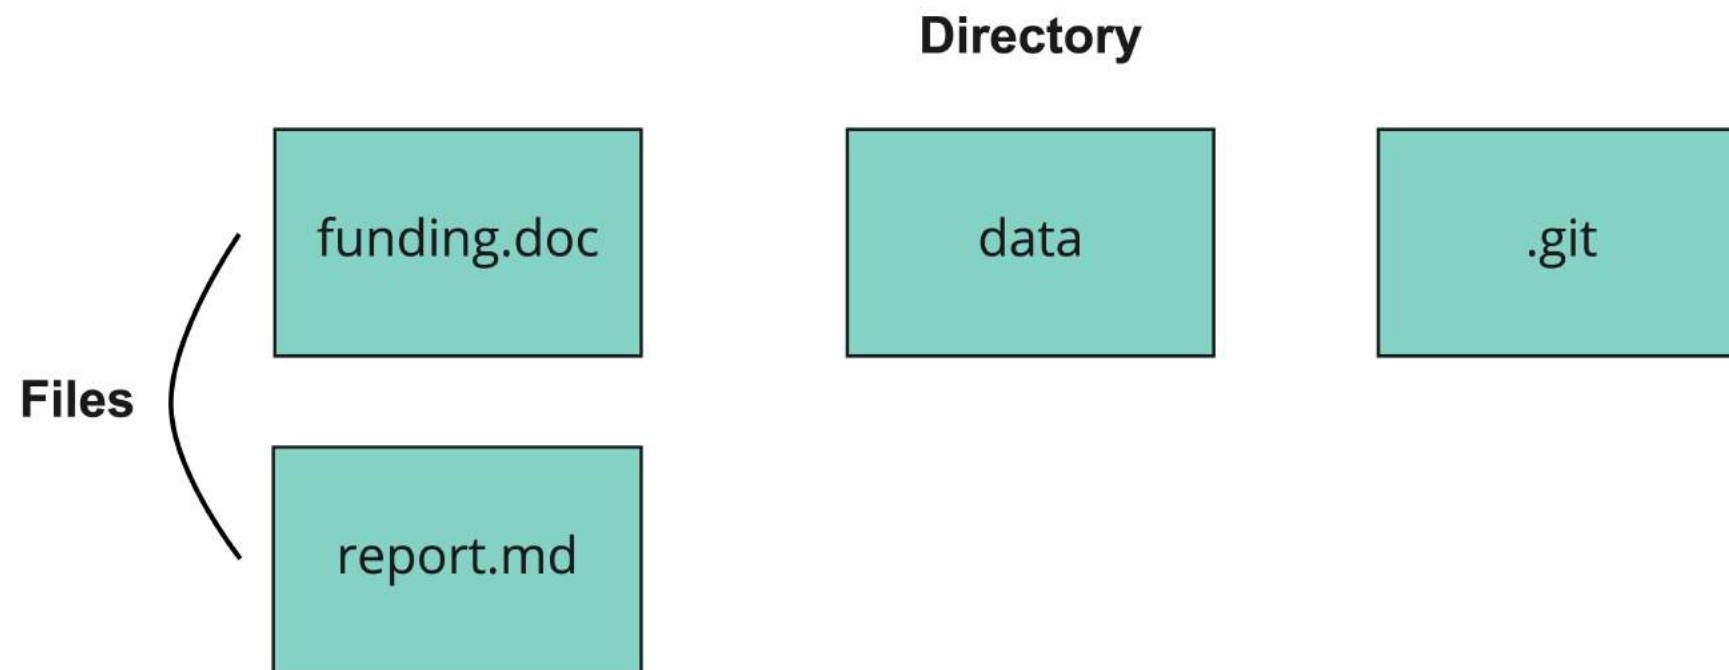 Directory
funding.doc
data
.git
Files
report.md